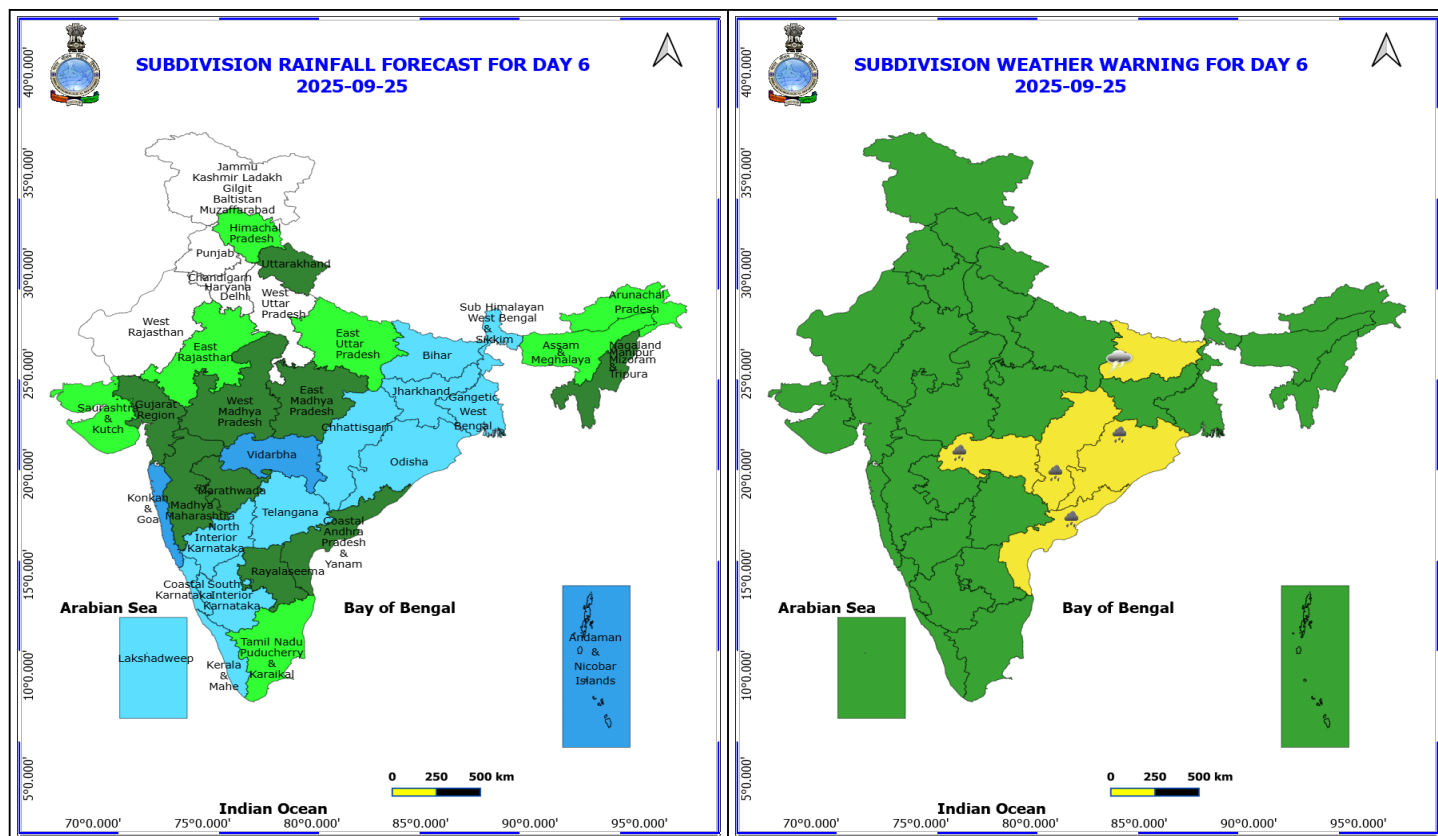 SUBDIVISION RAINFALL FORECAST FOR DAY 6
2025-09-25
40°0.000'
35°0.000'
30°0.000'
25°0.000'
20°0.000'
15°0.000'
10°0.000'
5°0.000'
Jammu
Kashmir Ladakh
Gilgit
Baltistan
Muzaffarabad
Himachal
Pradesh
Punjab
Uttarakhand
Chandigarh
Haryana
Delhi
West
Uttar
Pradesh
West
Rajasthan
East
Rajasthan
East
Uttar
Pradesh
Sub Himalayan
West Bengal
&
Sikkim
Arunachal
Pradesh
Assam
&
Meghalaya
Nagaland
Manipur
Mizoram
&
Tripura
Bihar
Jharkhand
Gangetic
West
Bengal
Saurashtra
&
Kutch
Gujarat
Region
West
Madhya
Pradesh
East
Madhya
Pradesh
Chhattisgarh
Vidarbha
Odisha
Konkan
&
Goa
Marathwada
Madhya
Maharashtra
Telangana
North
Interior
Karnataka
Coastal
Andhra
Pradesh
&
Yanam
Rayalaseema
Coastal
Karnataka
South
Interior
Karnataka
Arabian Sea
Bay of Bengal
Lakshadweep
Kerala
&
Mahe
Tamil Nadu
Puducherry
&
Karaikal
Andaman
&
Nicobar
Islands
0 250 500 km
Indian Ocean
70°0.000' 75°0.000' 80°0.000' 85°0.000' 90°0.000' 95°0.000'
SUBDIVISION WEATHER WARNING FOR DAY 6
2025-09-25
40°0.000'
35°0.000'
30°0.000'
25°0.000'
20°0.000'
15°0.000'
10°0.000'
5°0.000'
Arabian Sea
Bay of Bengal
0 250 500 km
Indian Ocean
70°0.000' 75°0.000' 80°0.000' 85°0.000' 90°0.000' 95°0.000'